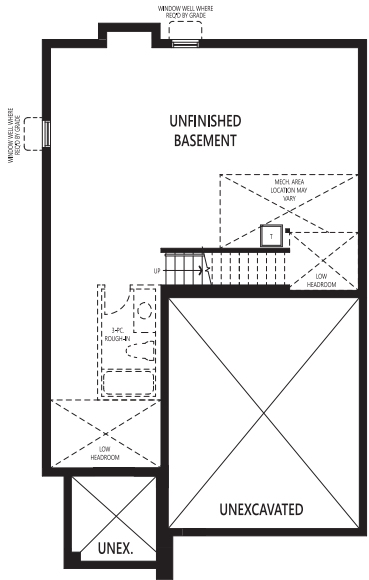 WINDOW WELL WHERE
REQ'D BY GRADE
WINDOW WELL WHERE
REQ'D BY GRADE
UNFINISHED
BASEMENT
MECH. AREA
LOCATION MAY
VARY
T
UP
LOW
HEADROOM
3-PC.
ROUGH-IN
LOW
HEADROOM
UNEXCAVATED
UNEX.